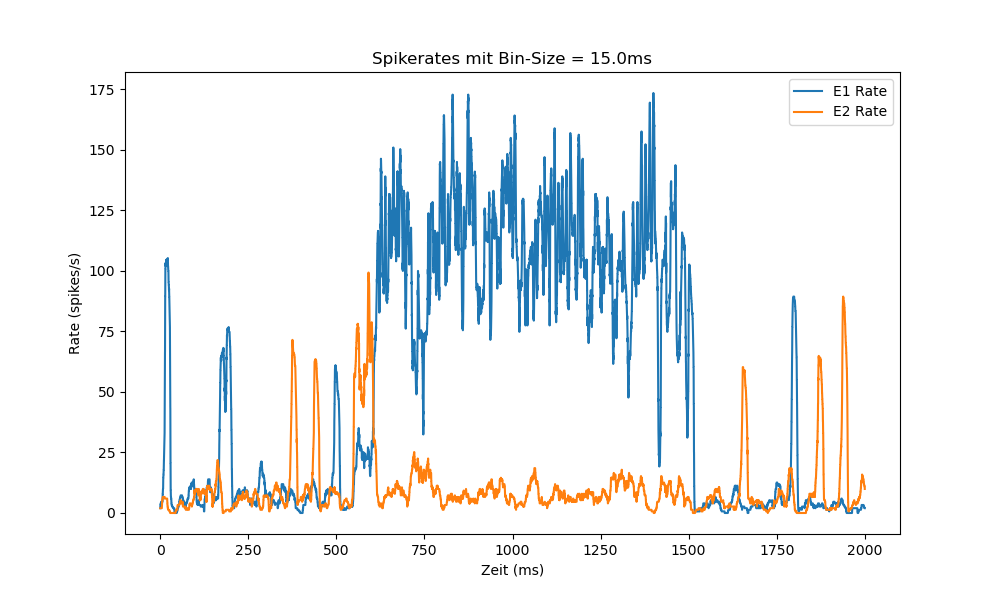 Spikerates mit Bin-Size = 15.0ms
E1 Rate
E2 Rate
Rate (spikes/s)
175
150
125
100
75
50
25
0
0 250 500 750 1000 1250 1500 1750 2000
Zeit (ms)